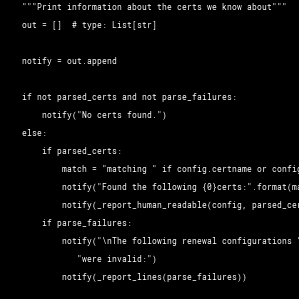 """Print information about the certs we know about"""
out = []  # type: List[str]
notify = out.append
if not parsed_certs and not parse_failures:
notify("No certs found.")
else:
if parsed_certs:
match = "matching " if config.certname or config
notify("Found the following {0}certs:".format(ma
notify(_report_human_readable(config, parsed_cer
if parse_failures:
notify("\nThe following renewal configurations "
"were invalid:")
notify(_report_lines(parse_failures))